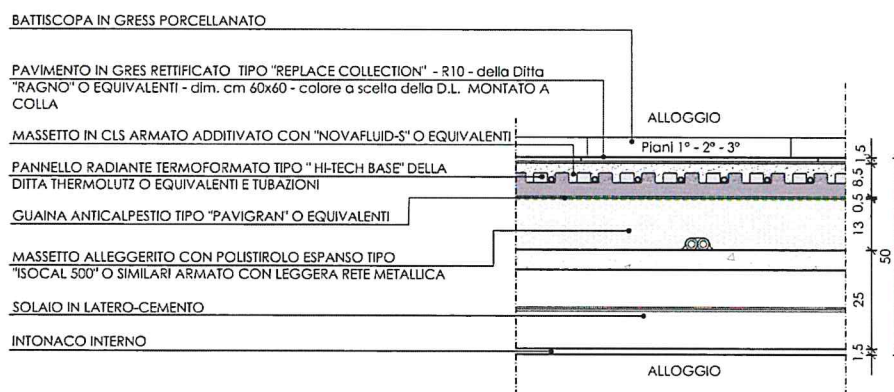 BATTISCOPA IN GRESS PORCELLANATO
PAVIMENTO IN GRES RETTIFICATO TIPO "REPLACE COLLECTION" - R10 - della Ditta
"RAGNO" O EQUIVALENTI - dim. cm 60x60 - colore a scelta della D.L. MONTATO A
COLLA
MASSETTO IN CLS ARMATO ADDITIVATO CON "NOVAFLUID-S" O EQUIVALENTI
PANNELLO RADIANTE TERMOFORMATO TIPO " HI-TECH BASE" DELLA
DITTA THERMOLUTZ O EQUIVALENTI E TUBAZIONI
GUAINA ANTICALPESTIO TIPO "PAVIGRAN" O EQUIVALENTI
MASSETTO ALLEGGERITO CON POLISTIROLO ESPANSO TIPO
"ISOCAL 500" O SIMILARI ARMATO CON LEGGERA RETE METALLICA
SOLAIO IN LATERO-CEMENTO
INTONACO INTERNO
ALLOGGIO
Piani 1° - 2° - 3°
1.5
8.5
0.5
13
25
1.5
50
ALLOGGIO